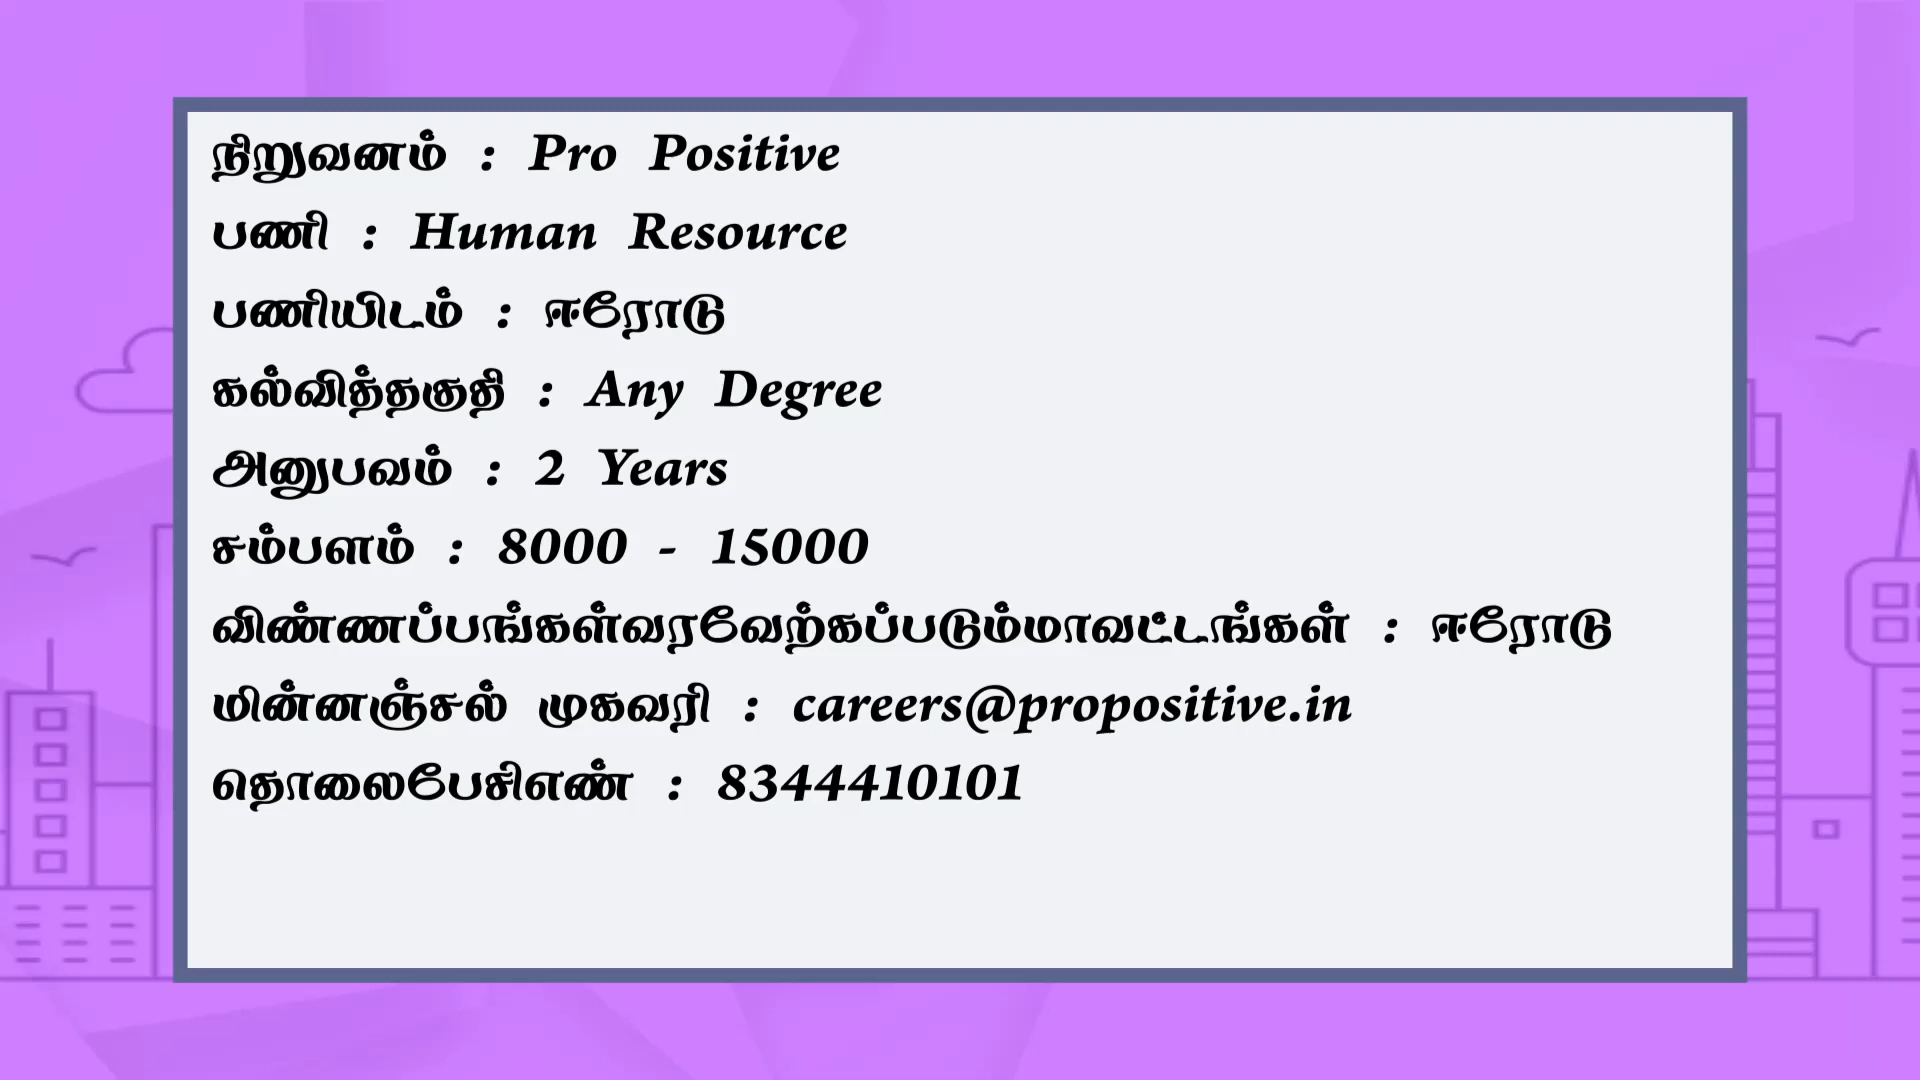 நிறுவனம் : Pro Positive
பணி : Human Resource
பணியிடம் : ஈரோடு
கல்வித்தகுதி : Any Degree
அனுபவம் : 2 Years
சம்பளம் : 8000 - 15000
விண்ணப்பங்கள்வரவேற்கப்படும்மாவட்டங்கள் : ஈரோடு
மின்னஞ்சல் முகவரி : careers@propositive.in
தொலைபேசிஎண் : 8344410101